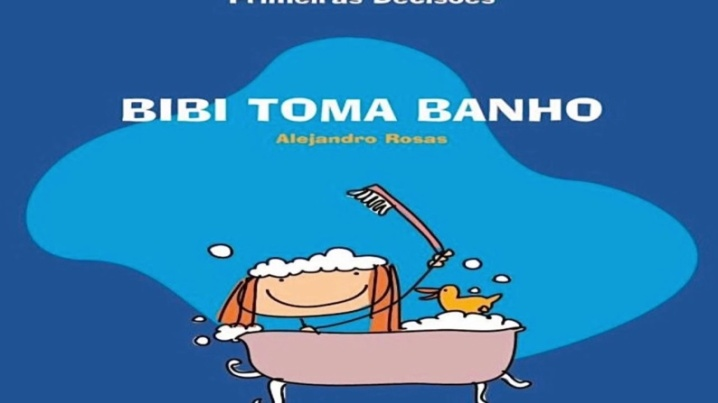 Primeiras Decisões
BIBI TOMA BANHO
Alejandro Rosas